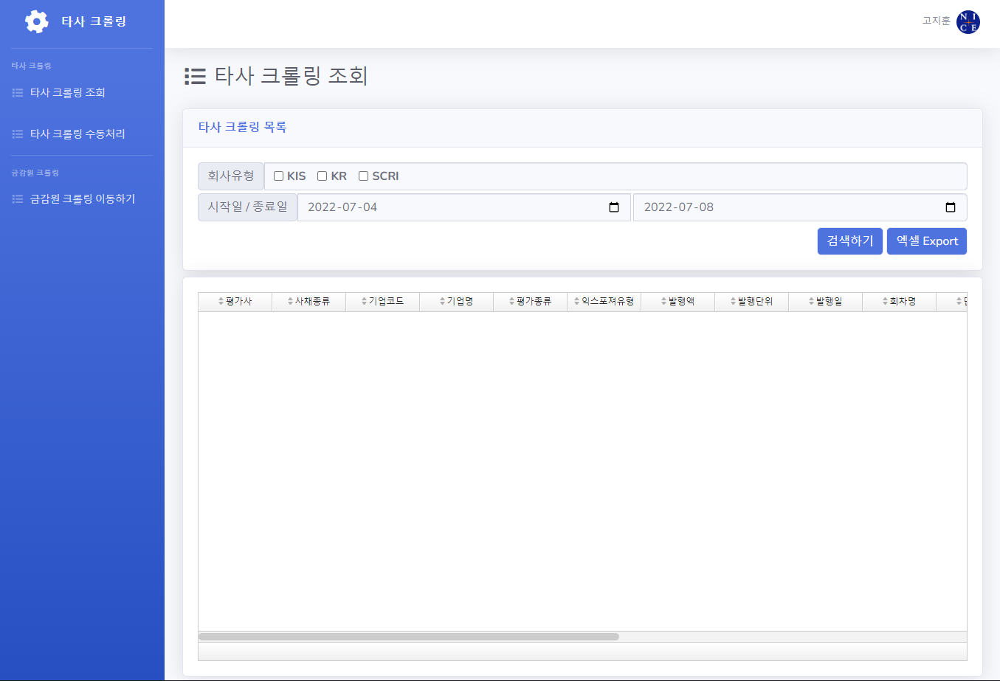 타사 크롤링
고지훈
N I
C E
타사 크롤링
타사 크롤링 조회
타사 크롤링 수동처리
금감원 크롤링
금감원 크롤링 이동하기
타사 크롤링 조회
타사 크롤링 목록
회사유형 KIS KR SCRI
시작일 / 종료일 2022-07-04 2022-07-08
검색하기 엑셀 Export
평가사 사채종류 기업코드 기업명 평가종류 익스포져유형 발행액 발행단위 발행일 회차명